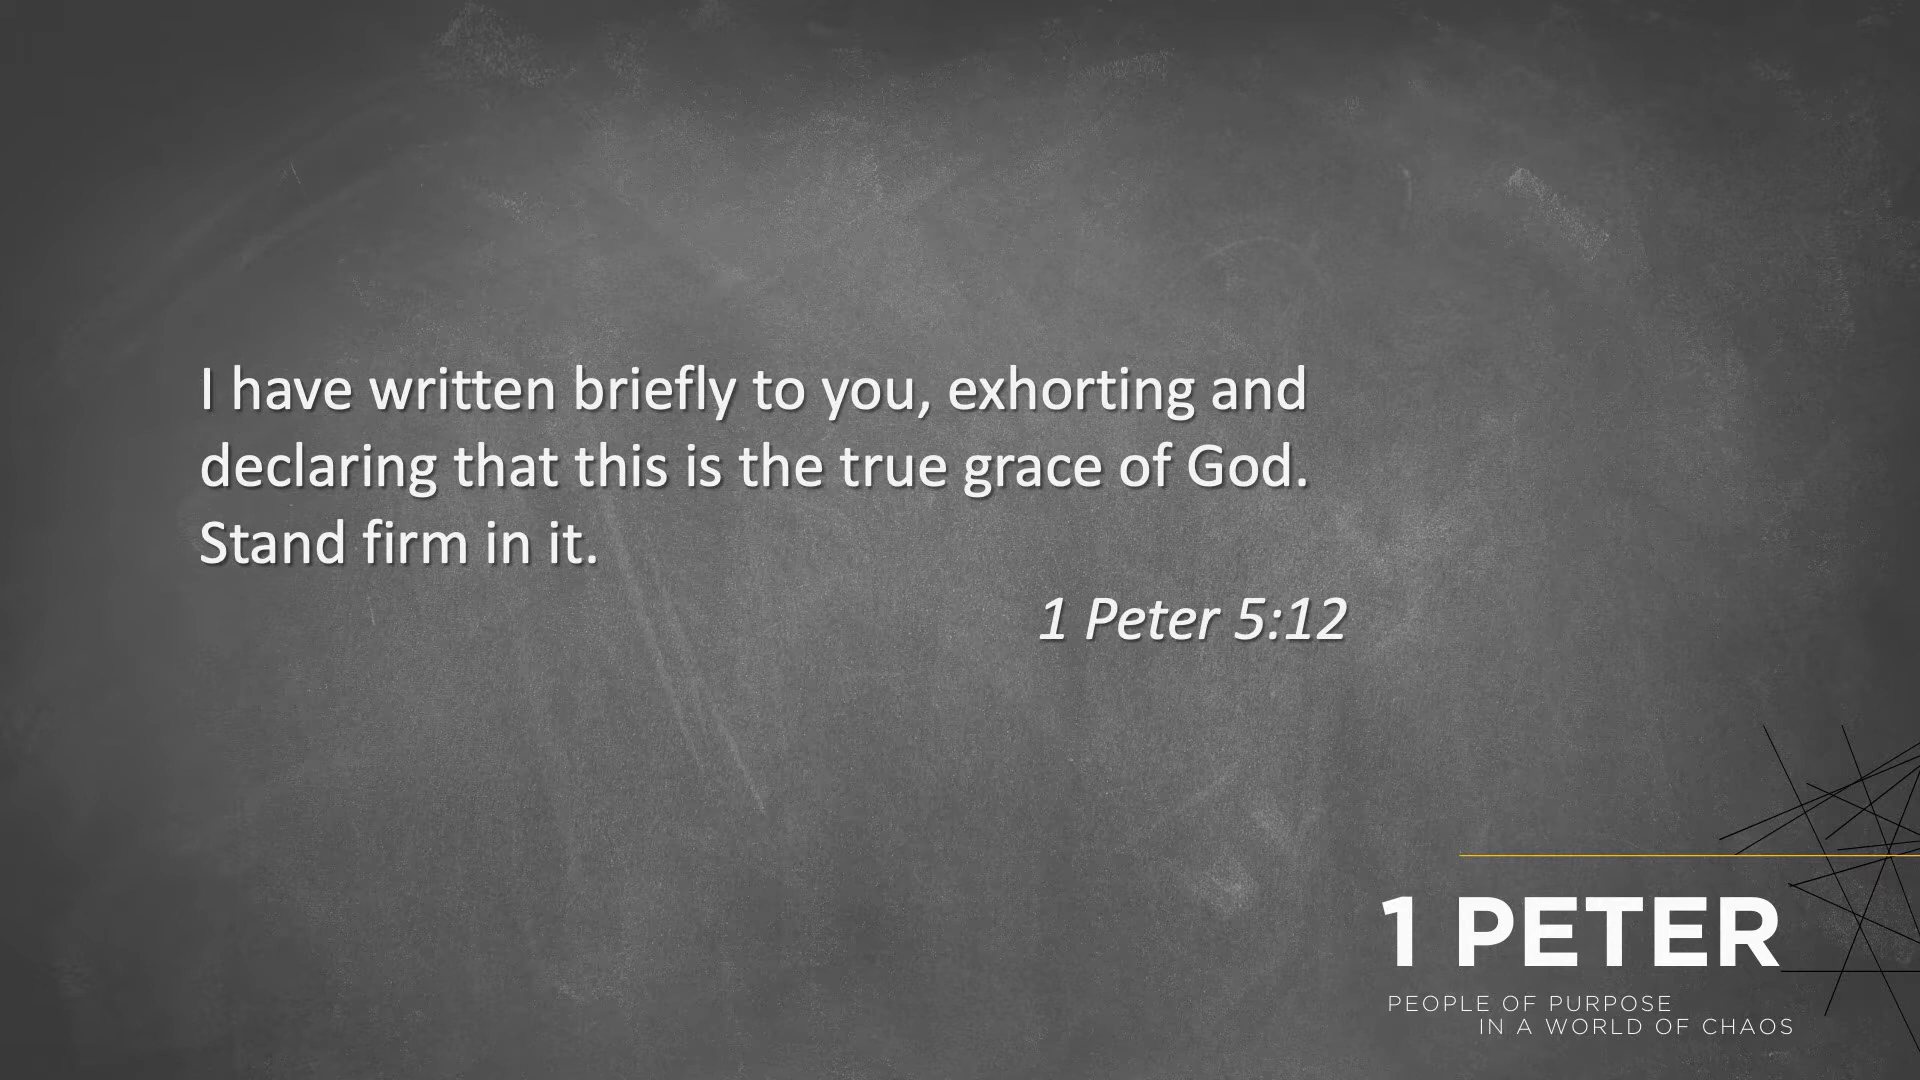 I have written briefly to you, exhorting and
declaring that this is the true grace of God.
Stand firm in it.
1 Peter 5:12
1 PETER
PEOPLE OF PURPOSE
IN A WORLD OF CHAOS